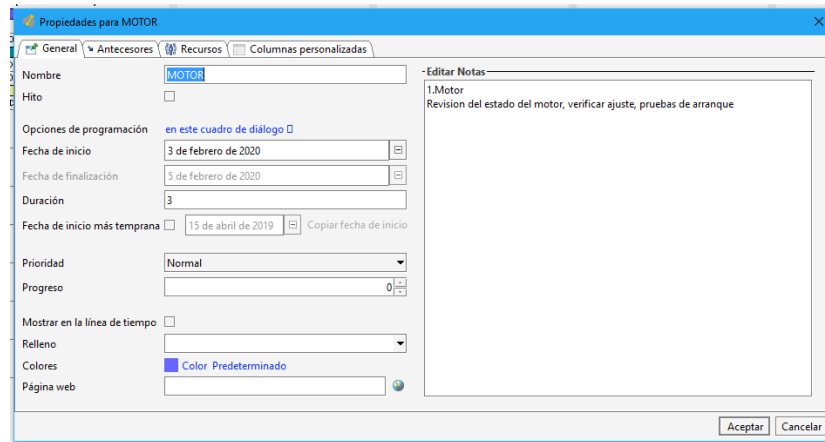 Propiedades para MOTOR
General Antecesores Recursos Columnas personalizadas
Nombre MOTOR
Hito
Opciones de programación en este cuadro de diálogo
Fecha de inicio 3 de febrero de 2020
Fecha de finalización 5 de febrero de 2020
Duración 3
Fecha de inicio más temprana 15 de abril de 2019 Copiar fecha de inicio
Prioridad Normal
Progreso 0
Mostrar en la línea de tiempo
Relleno
Colores Color Predeterminado
Página web
Editar Notas
1.Motor
Revision del estado del motor, verificar ajuste, pruebas de arranque
Aceptar Cancelar